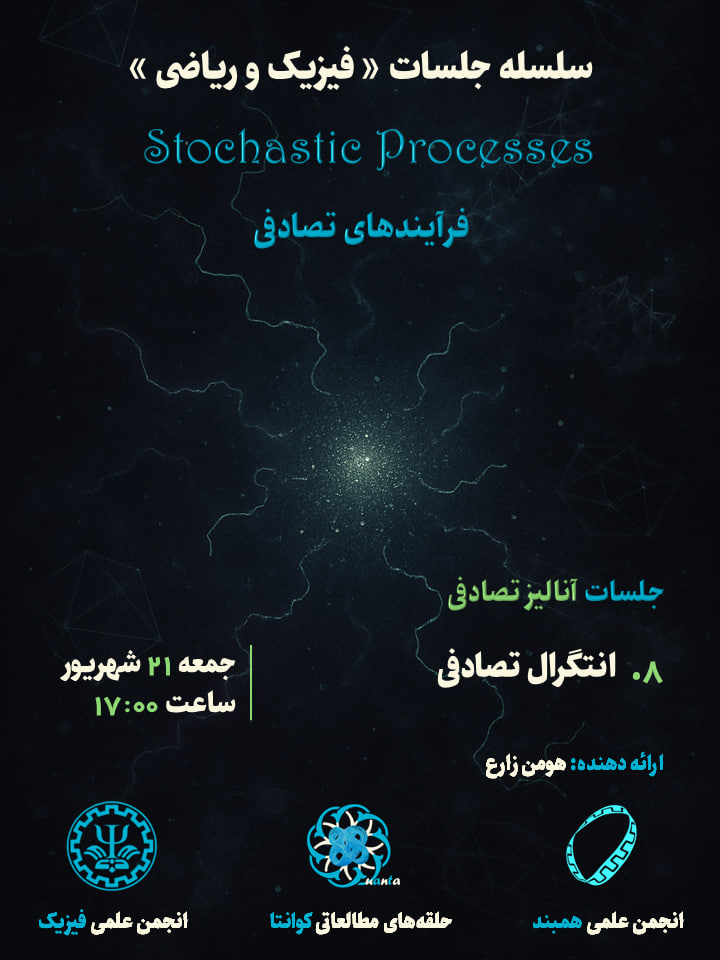 سلسله جلسات « فیزیک و ریاضی »
Stochastic Processes
فرآیندهای تصادفی
جلسات آنالیز تصادفی
۰۸ انتگرال تصادفی
جمعه ۲۱ شهریور
ساعت ۱۷:۰۰
ارائه دهنده: هومن زارع
uanta
انجمن علمی همبند
حلقه‌های مطالعاتی کوانتا
انجمن علمی فیزیک